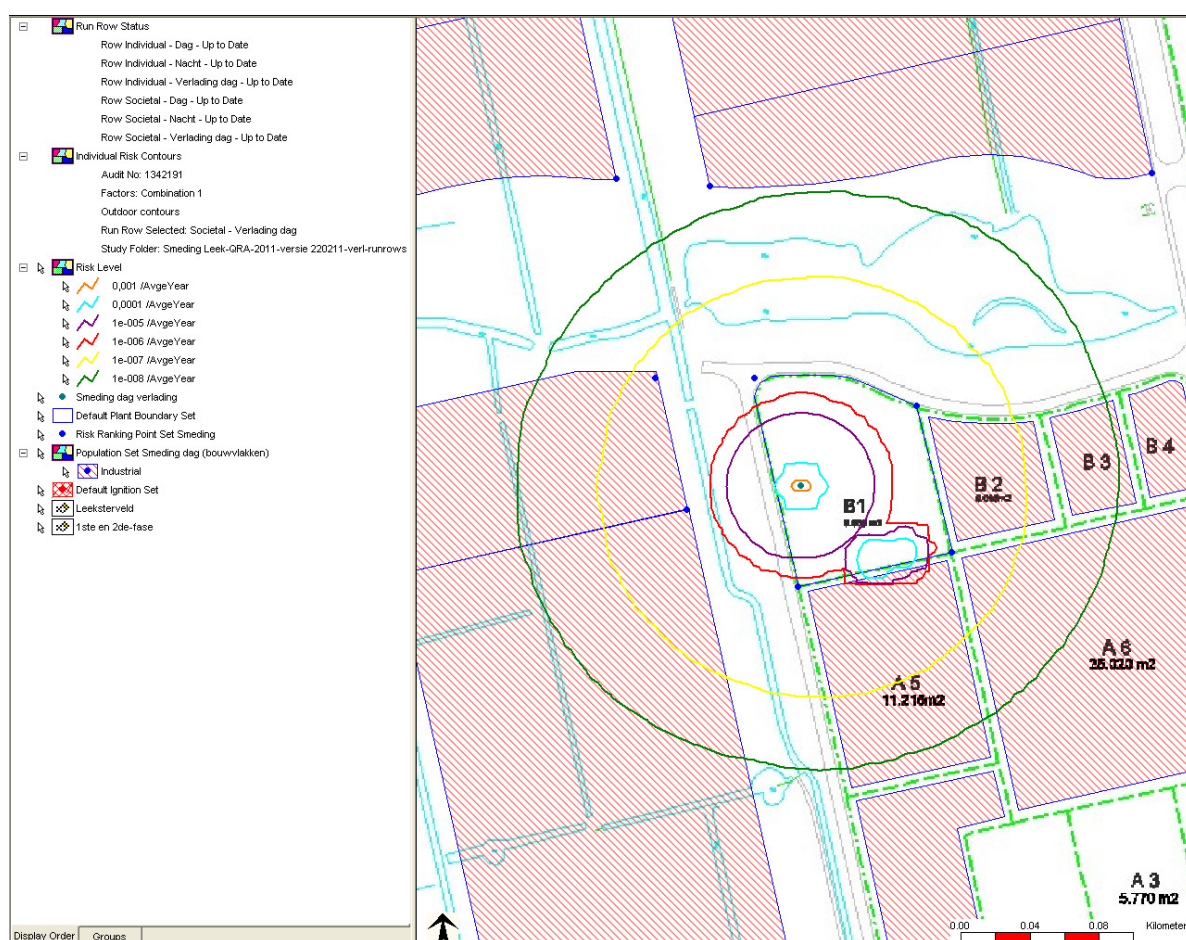 Run Row Status
Row Individual - Dag - Up to Date
Row Individual - Nacht - Up to Date
Row Individual - Verlading dag - Up to Date
Row Societal - Dag - Up to Date
Row Societal - Nacht - Up to Date
Row Societal - Verlading dag - Up to Date
Individual Risk Contours
Audit No: 1342191
Factors: Combination 1
Outdoor contours
Run Row Selected: Societal - Verlading dag
Study Folder: Smeding Leek-QRA-2011-versie 220211-verl-runrows
Risk Level
0,001 /AvgeYear
0,0001 /AvgeYear
1e-005 /AvgeYear
1e-006 /AvgeYear
1e-007 /AvgeYear
1e-008 /AvgeYear
Smeding dag verlading
Default Plant Boundary Set
Risk Ranking Point Set Smeding
Population Set Smeding dag (bouwvlakken)
Industrial
Default Ignition Set
Leeksterveld
1ste en 2de-fase
Display Order Groups
B 4
B 3
B 2
B1
A 6
A 5
11.216m2
A 3
5.770 m2
0.00 0.04 0.08 Kilometer